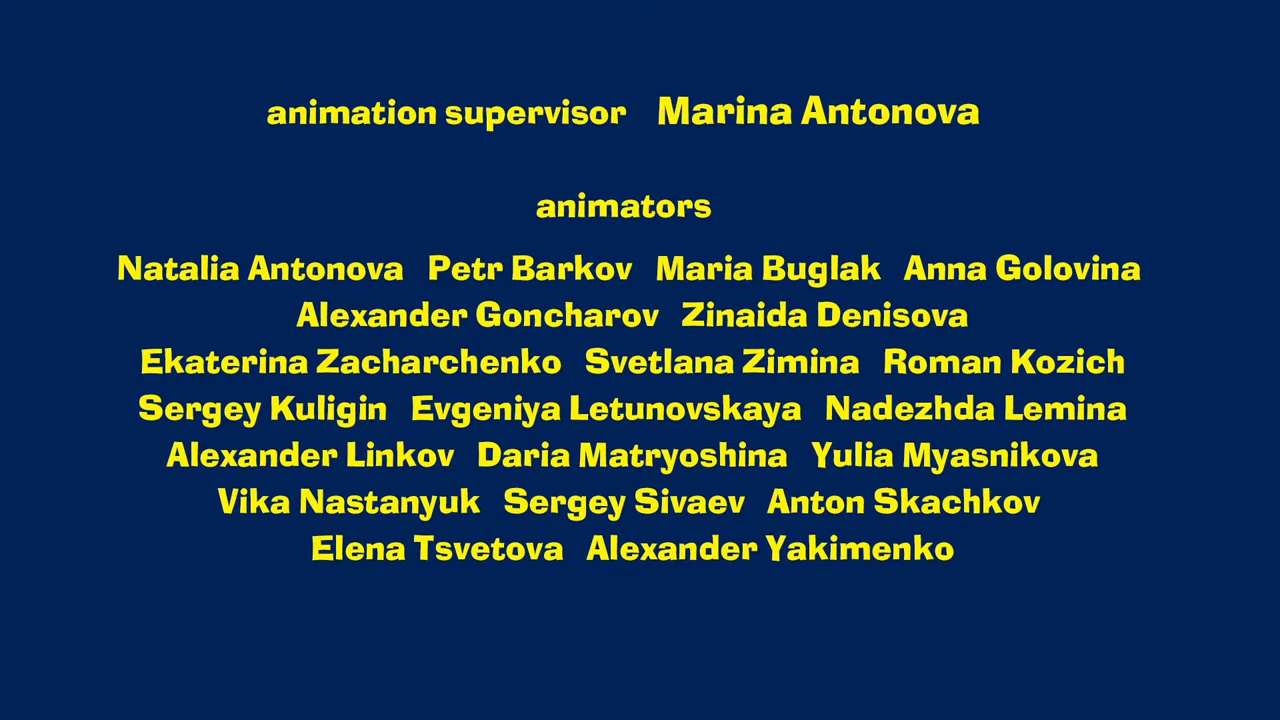 animation supervisor Marina Antonova
animators
Natalia Antonova Petr Barkov Maria Buglak Anna Golovina
Alexander Goncharov Zinaida Denisova
Ekaterina Zacharchenko Svetlana Zimina Roman Kozich
Sergey Kuligin Evgeniya Letunovskaya Nadezhda Lemina
Alexander Linkov Daria Matryoshina Yulia Myasnikova
Vika Nastanyuk Sergey Sivaev Anton Skachkov
Elena Tsvetova Alexander Yakimenko